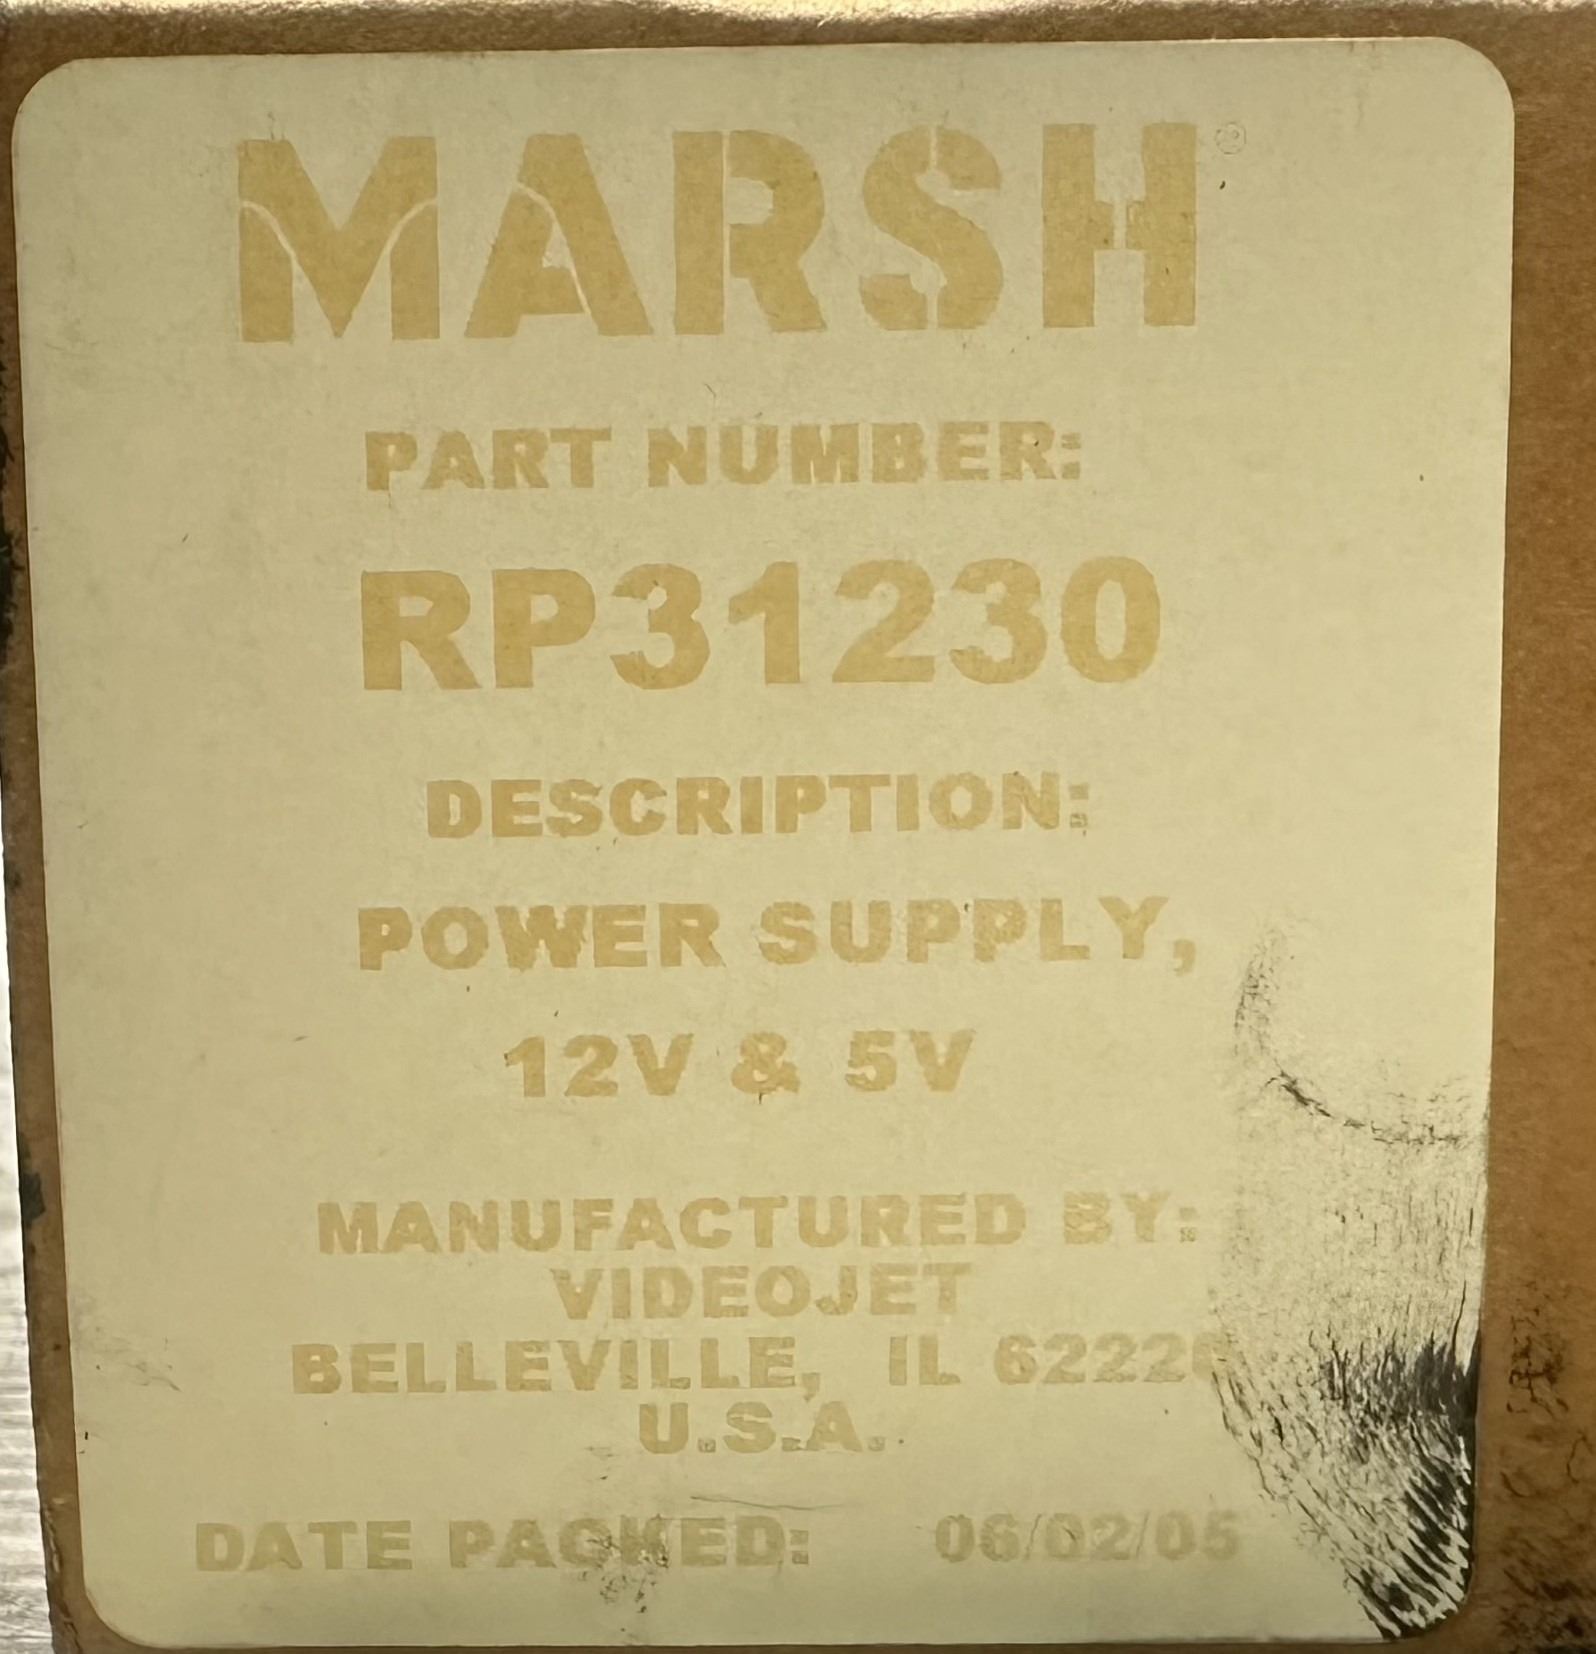 MARSH®
PART NUMBER:
RP31230
DESCRIPTION:
POWER SUPPLY,
12V & 5V
MANUFACTURED BY:
VIDEOJET
BELLEVILLE, IL 62220
U.S.A.
DATE PACKED: 06/02/05